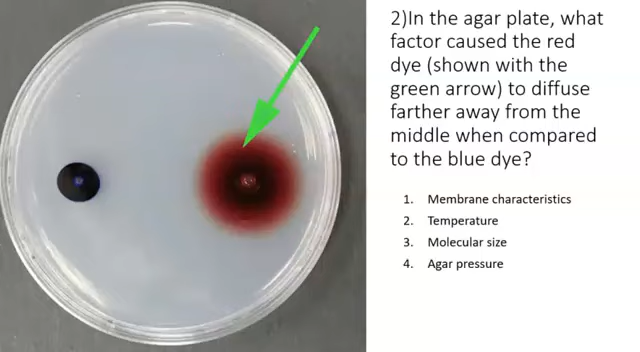 2)In the agar plate, what
factor caused the red
dye (shown with the
green arrow) to diffuse
farther away from the
middle when compared
to the blue dye?
1. Membrane characteristics
2. Temperature
3. Molecular size
4. Agar pressure